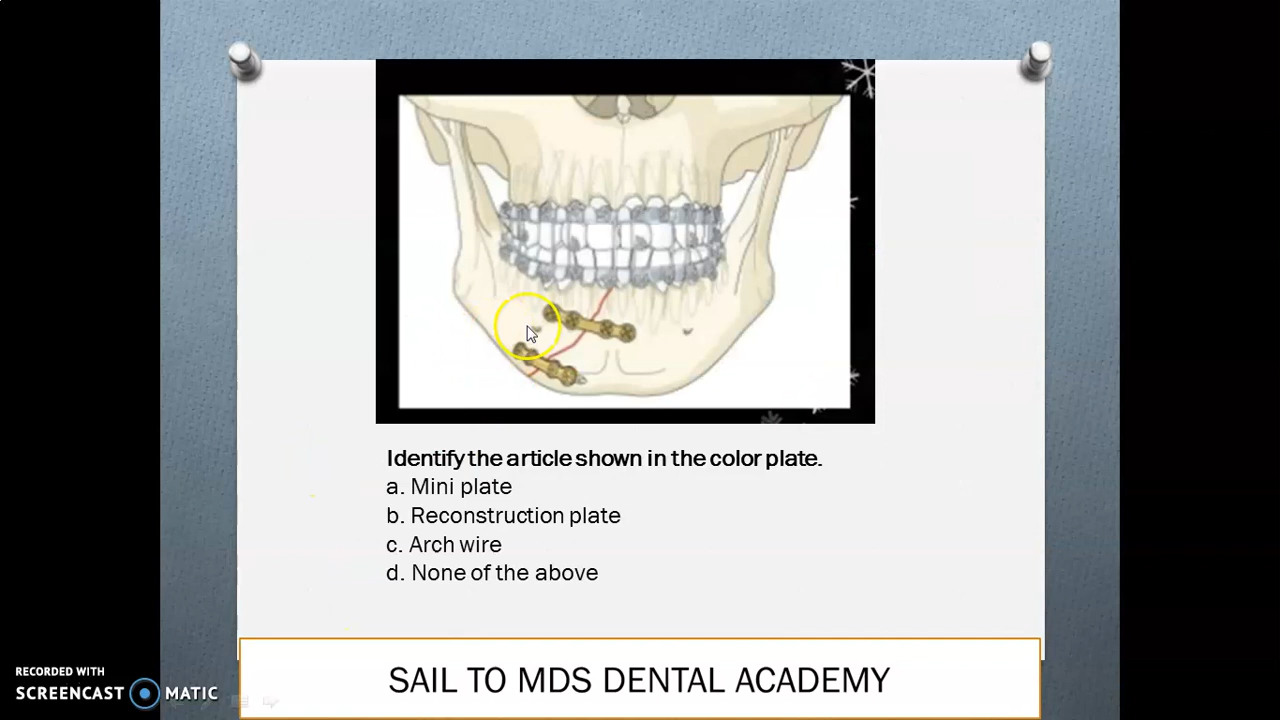 Identify the article shown in the color plate.
a. Mini plate
b. Reconstruction plate
c. Arch wire
d. None of the above
SAIL TO MDS DENTAL ACADEMY
RECORDED WITH
SCREENCAST MATIC